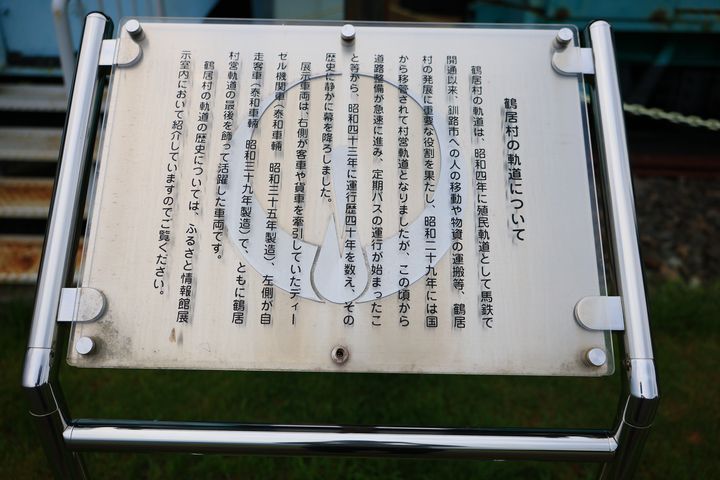 鶴居村の軌道について
鶴居村の軌道は、昭和四年に殖民軌道として馬鉄で
開通以来、釧路市への人の移動や物資の運搬等、鶴居
村の発展に重要な役割を果たし、昭和二十九年には国
から移管されて村営軌道となりましたが、この頃から
道路整備が急速に進み、定期バスの運行が始まったこ
と等から、昭和四十三年に運行歴四十年を数え、その
歴史に静かに幕を降ろしました。
展示車両は、右側が客車や貨車を牽引していたディー
ゼル機関車(泰和車輛 昭和三十五年製造)、左側が自
走客車(泰和車輛 昭和三十九年製造)で、ともに鶴居
村営軌道の最後を飾って活躍した車両です。
鶴居村の軌道の歴史については、ふるさと情報館展
示室内において紹介していますのでご覧ください。